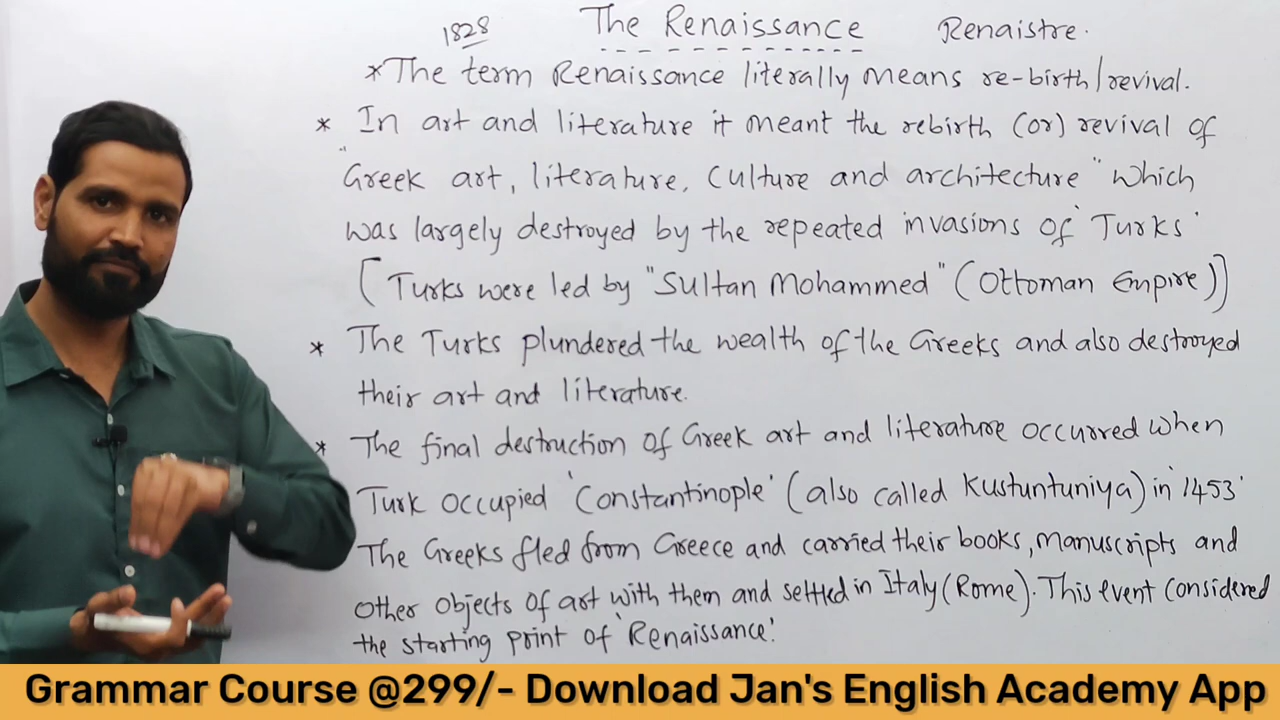 1828 The Renaissance Renaistre.
*The term Renaissance literally means re-birth/revival.
* In art and literature it meant the rebirth (or) revival of
"Greek art, literature, culture and architecture" which
was largely destroyed by the repeated invasions of 'Turks'
[Turks were led by "Sultan Mohammed" (Ottoman Empire)]
* The Turks plundered the wealth of the Greeks and also destroyed
their art and literature.
* The final destruction of Greek art and literature occurred when
Turk occupied 'Constantinople' (also called Kustuntuniya) in '1453'
The Greeks fled from Greece and carried their books, manuscripts and
other objects of art with them and settled in Italy (Rome). This event considered
the starting point of 'Renaissance'.
Grammar Course @299/- Download Jan's English Academy App